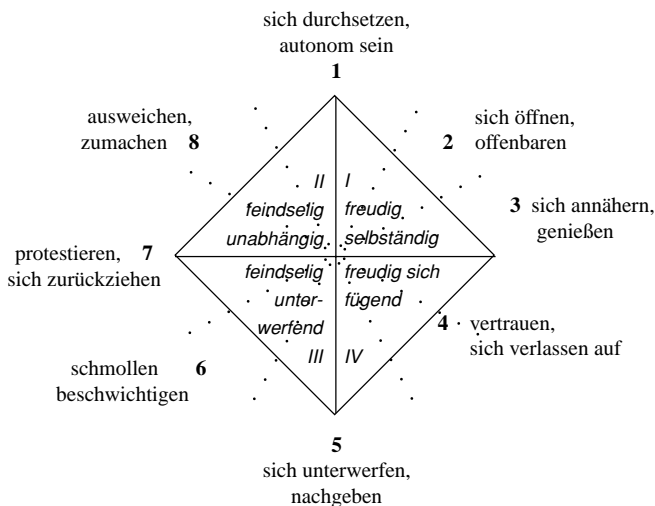 sich durchsetzen,
autonom sein
1
ausweichen,
zumachen 8
sich öffnen,
2 offenbaren
II I
feindselig freudig
unabhängig selbständig
3 sich annähern,
genießen
protestieren, 7
sich zurückziehen
feindselig freudig sich
unter- fügend
werfend
III IV
4 vertrauen,
sich verlassen auf
schmollen 6
beschwichtigen
5
sich unterwerfen,
nachgeben